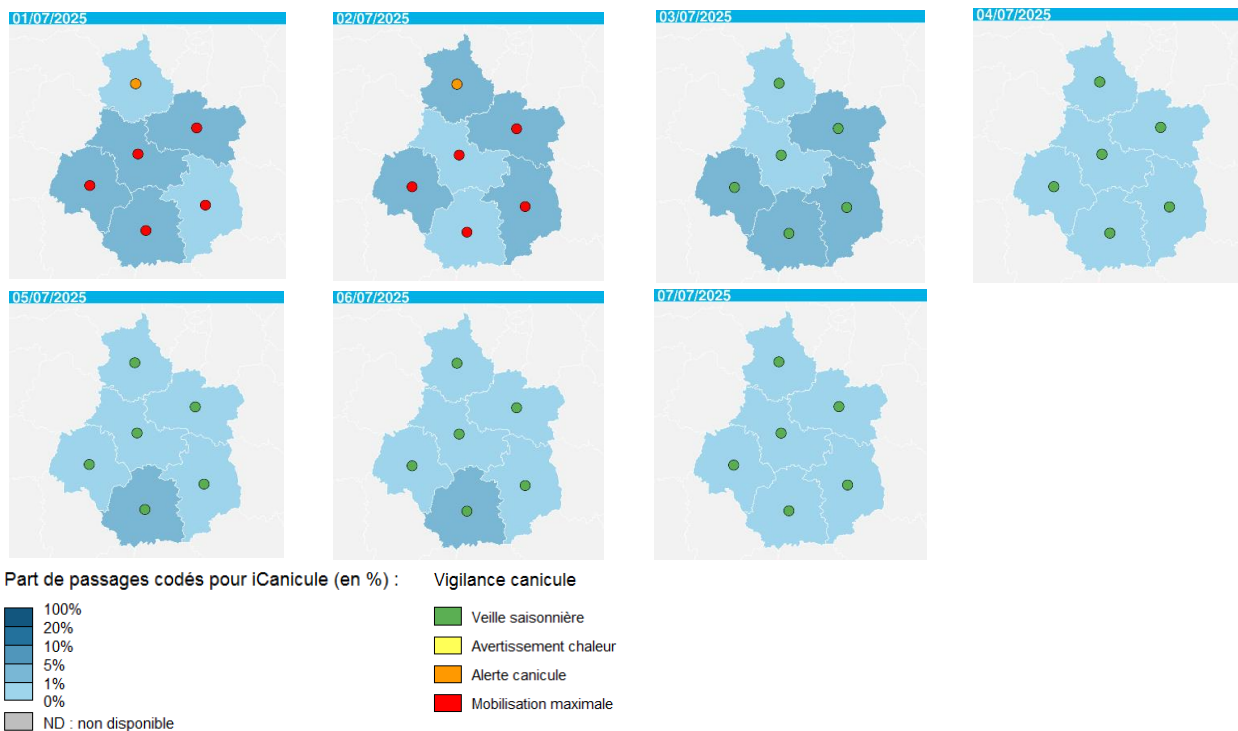 01/07/2025
02/07/2025
03/07/2025
04/07/2025
05/07/2025
06/07/2025
07/07/2025
Part de passages codés pour iCanicule (en %) :
100%
20%
10%
5%
1%
0%
ND : non disponible
Vigilance canicule
Veille saisonnière
Avertissement chaleur
Alerte canicule
Mobilisation maximale